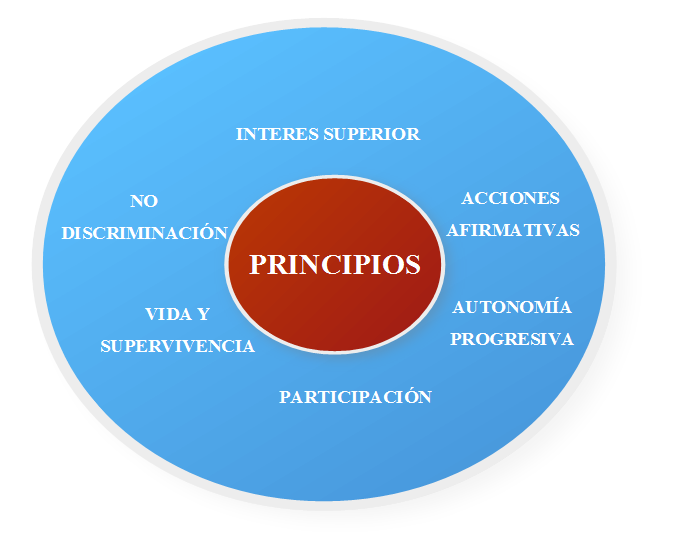 INTERES SUPERIOR
NO
DISCRIMINACIÓN
ACCIONES
AFIRMATIVAS
PRINCIPIOS
VIDA Y
SUPERVIVENCIA
AUTONOMÍA
PROGRESIVA
PARTICIPACIÓN